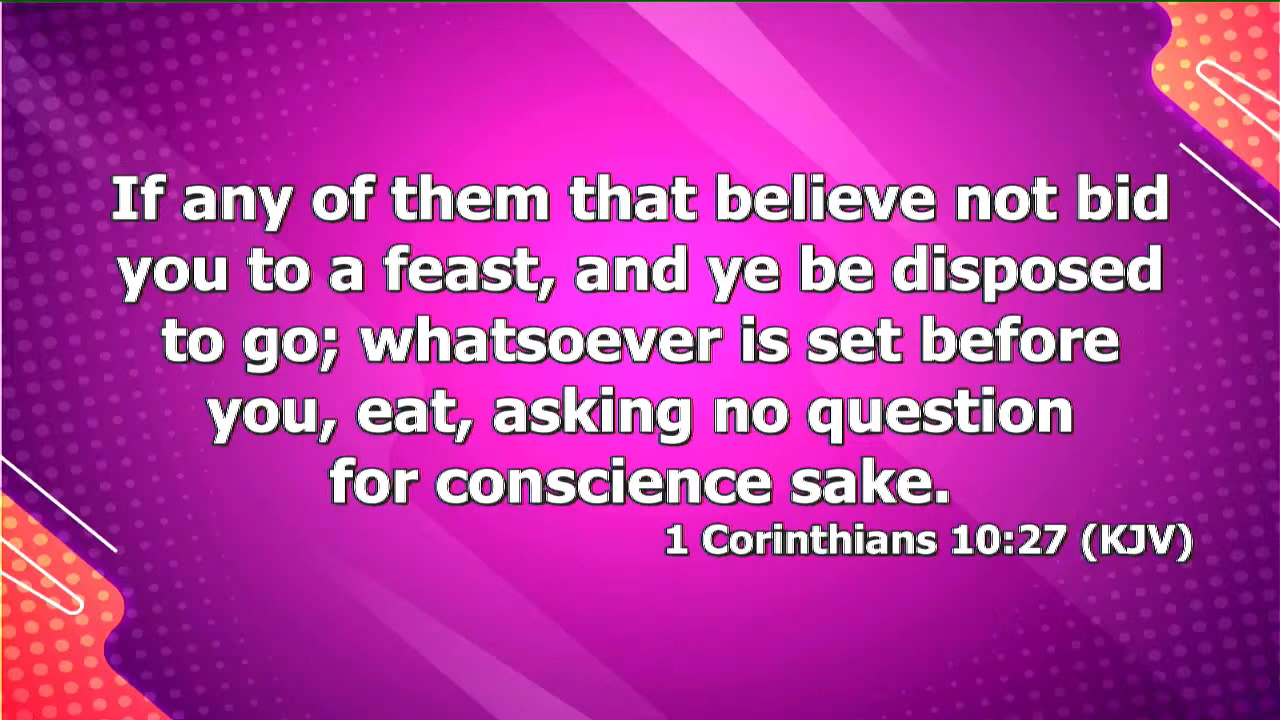 If any of them that believe not bid
you to a feast, and ye be disposed
to go; whatsoever is set before
you, eat, asking no question
for conscience sake.
1 Corinthians 10:27 (KJV)